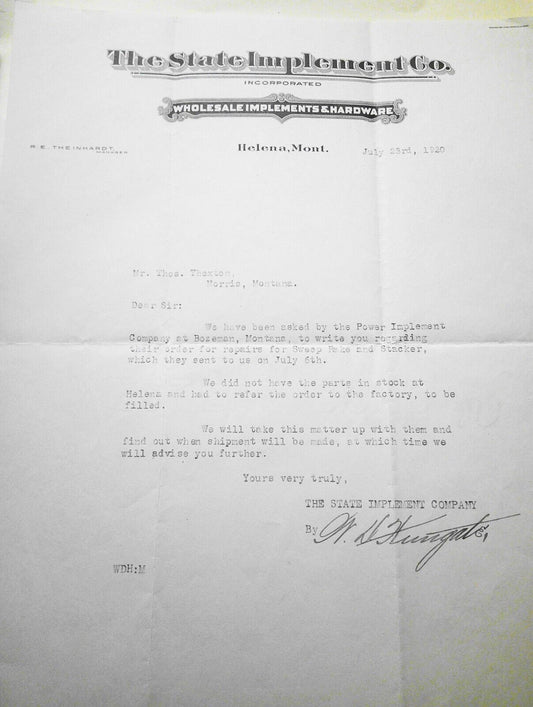 The State Implement Co.
INCORPORATED
WHOLESALE IMPLEMENTS & HARDWARE
R. E. THEINHARDT,
MANAGER
Helena, Mont.
July 23rd, 1920
Mr. Thos. Thexton,
Norris, Montana.
Dear Sir:
We have been asked by the Power Implement
Company at Bozeman, Montana, to write you regarding
their order for repairs for Sweep Rake and Stacker,
which they sent to us on July 6th.
We did not have the parts in stock at
Helena and had to refer the order to the factory, to be
filled.
We will take this matter up with them and
find out when shipment will be made, at which time we
will advise you further.
Yours very truly,
THE STATE IMPLEMENT COMPANY
By W. D. Hungate,
WDH:M